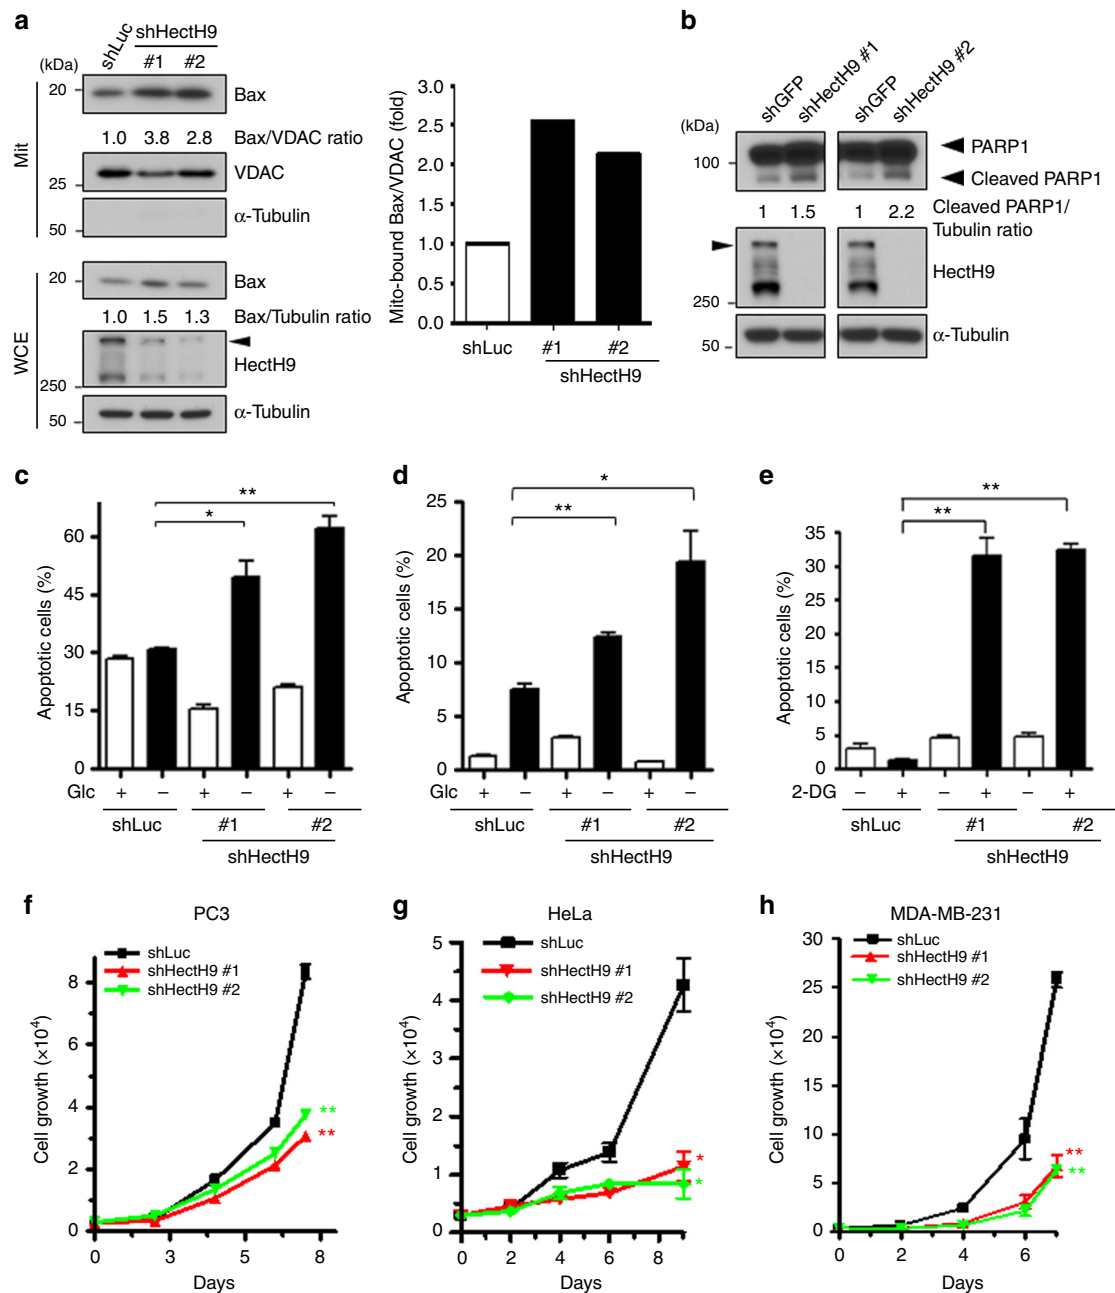 a
shLuc
shHectH9
(kDa)
#1
#2
Mit
20
Bax
1.0 3.8 2.8 Bax/VDAC ratio
VDAC
25
α-Tubulin
50
WCE
20
Bax
1.0 1.5 1.3 Bax/Tubulin ratio
HectH9
250
50
α-Tubulin
Mito-bound Bax/VDAC (fold)
3.0
2.5
2.0
1.5
1.0
0.5
0.0
shLuc
#1
#2
shHectH9
b
shGFP
shHectH9 #1
shGFP
shHectH9 #2
(kDa)
PARP1
100
Cleaved PARP1
1 1.5 1 2.2 Cleaved PARP1/
Tubulin ratio
HectH9
250
α-Tubulin
50
c
Apoptotic cells (%)
60
45
30
15
0
**
*
Glc + − + − + −
shLuc #1 #2
shHectH9
d
Apoptotic cells (%)
25
20
15
10
5
0
*
**
Glc + − + − + −
shLuc #1 #2
shHectH9
e
Apoptotic cells (%)
35
30
25
20
15
10
5
0
**
**
2-DG − + − + − +
shLuc #1 #2
shHectH9
f
PC3
shLuc
shHectH9 #1
shHectH9 #2
Cell growth (×10⁴)
8
6
4
2
0
**
**
0 3 5 8
Days
g
HeLa
shLuc
shHectH9 #1
shHectH9 #2
Cell growth (×10⁴)
5
4
3
2
1
0
*
*
0 2 4 6 8
Days
h
MDA-MB-231
shLuc
shHectH9 #1
shHectH9 #2
Cell growth (×10⁴)
30
25
20
15
10
5
0
**
**
0 2 4 6
Days